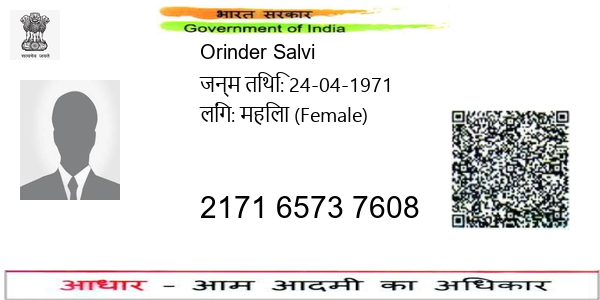 भारत सरकार
Government of India
सत्यमेव जयते
Orinder Salvi
जन्म तिथि: 24-04-1971
लिंग: महिला (Female)
2171 6573 7608
आधार - आम आदमी का अधिकार